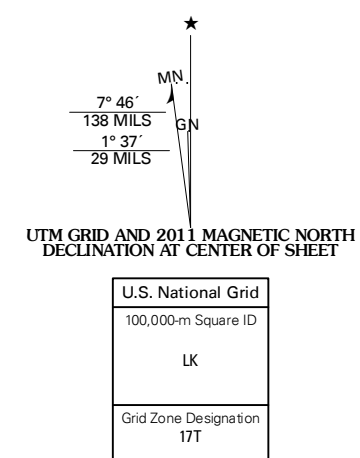 ★
MN.
7° 46´
138 MILS
GN
1° 37´
29 MILS
UTM GRID AND 2011 MAGNETIC NORTH
DECLINATION AT CENTER OF SHEET
U.S. National Grid
100,000-m Square ID
LK
Grid Zone Designation
17T